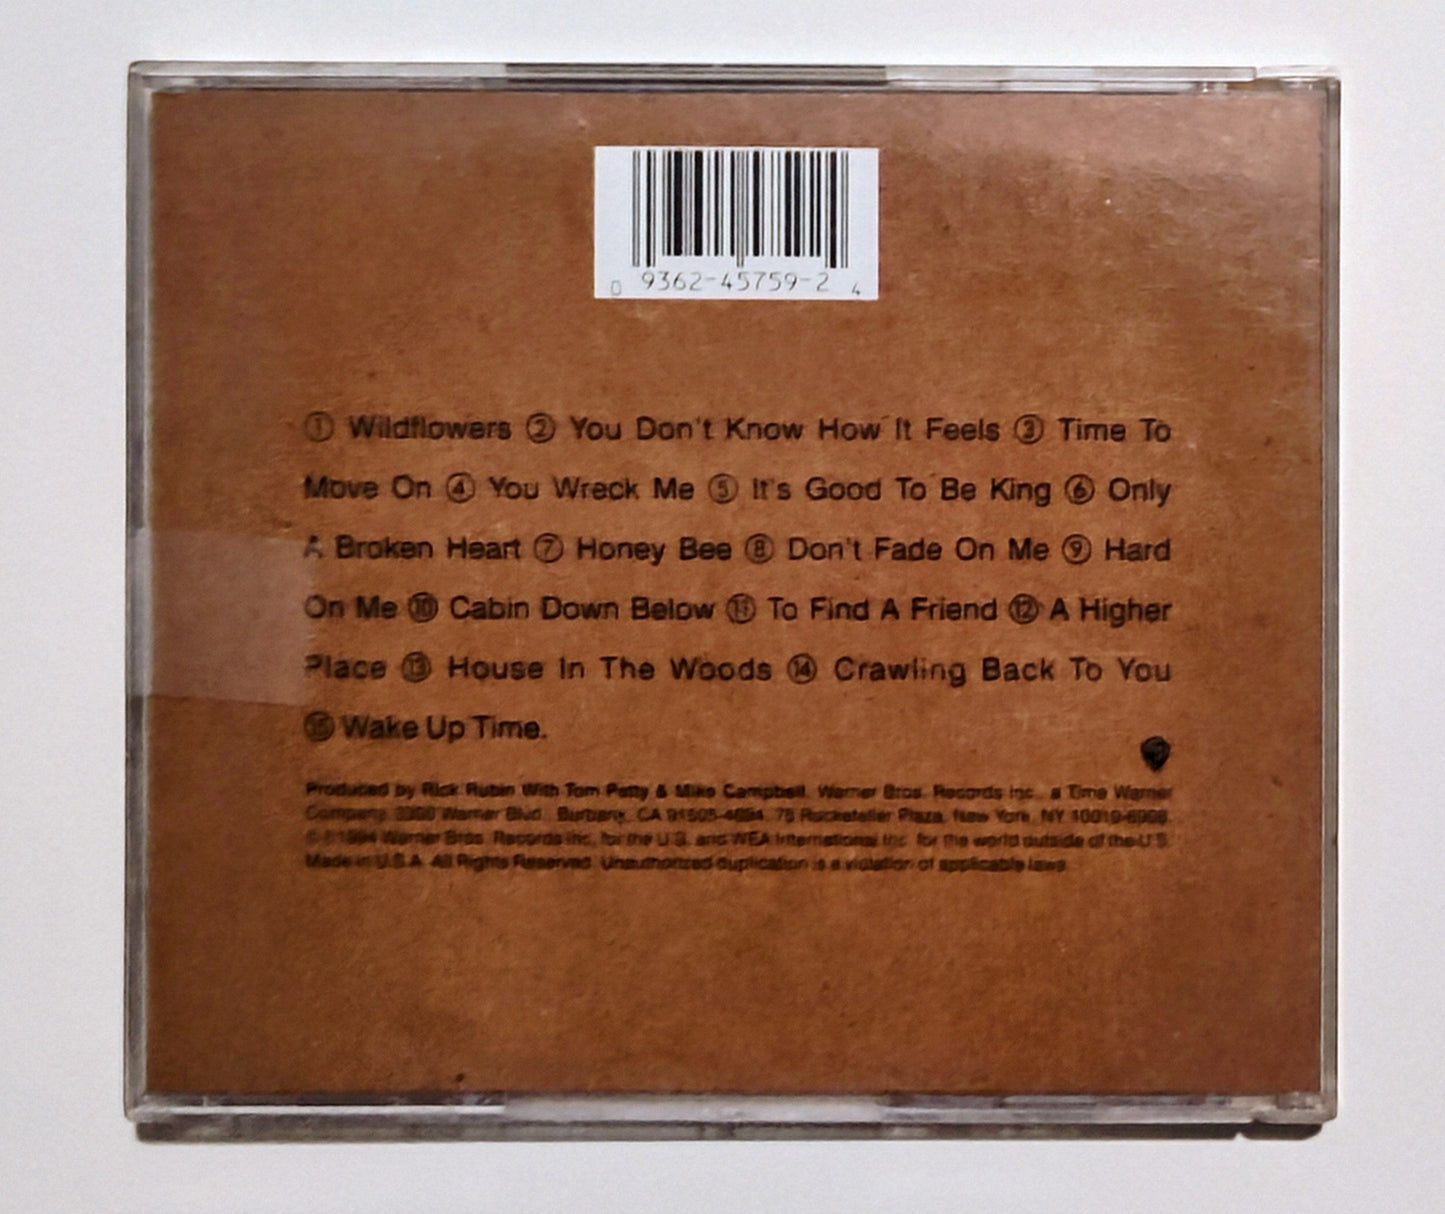 0 9362-45759-2 4
① Wildflowers ② You Don't Know How It Feels ③ Time To
Move On ④ You Wreck Me ⑤ It's Good To Be King ⑥ Only
A Broken Heart ⑦ Honey Bee ⑧ Don't Fade On Me ⑨ Hard
On Me ⑩ Cabin Down Below ⑪ To Find A Friend ⑫ A Higher
Place ⑬ House In The Woods ⑭ Crawling Back To You
⑮ Wake Up Time.
Produced by Rick Rubin With Tom Petty & Mike Campbell. Warner Bros. Records Inc., a Time Warner
Company, 3300 Warner Blvd., Burbank, CA 91505-4694. 75 Rockefeller Plaza, New York, NY 10019-6908.
1994 Warner Bros. Records Inc. for the U.S. and WEA International Inc. for the world outside of the U.S.
Made in U.S.A. All Rights Reserved. Unauthorized duplication is a violation of applicable laws.